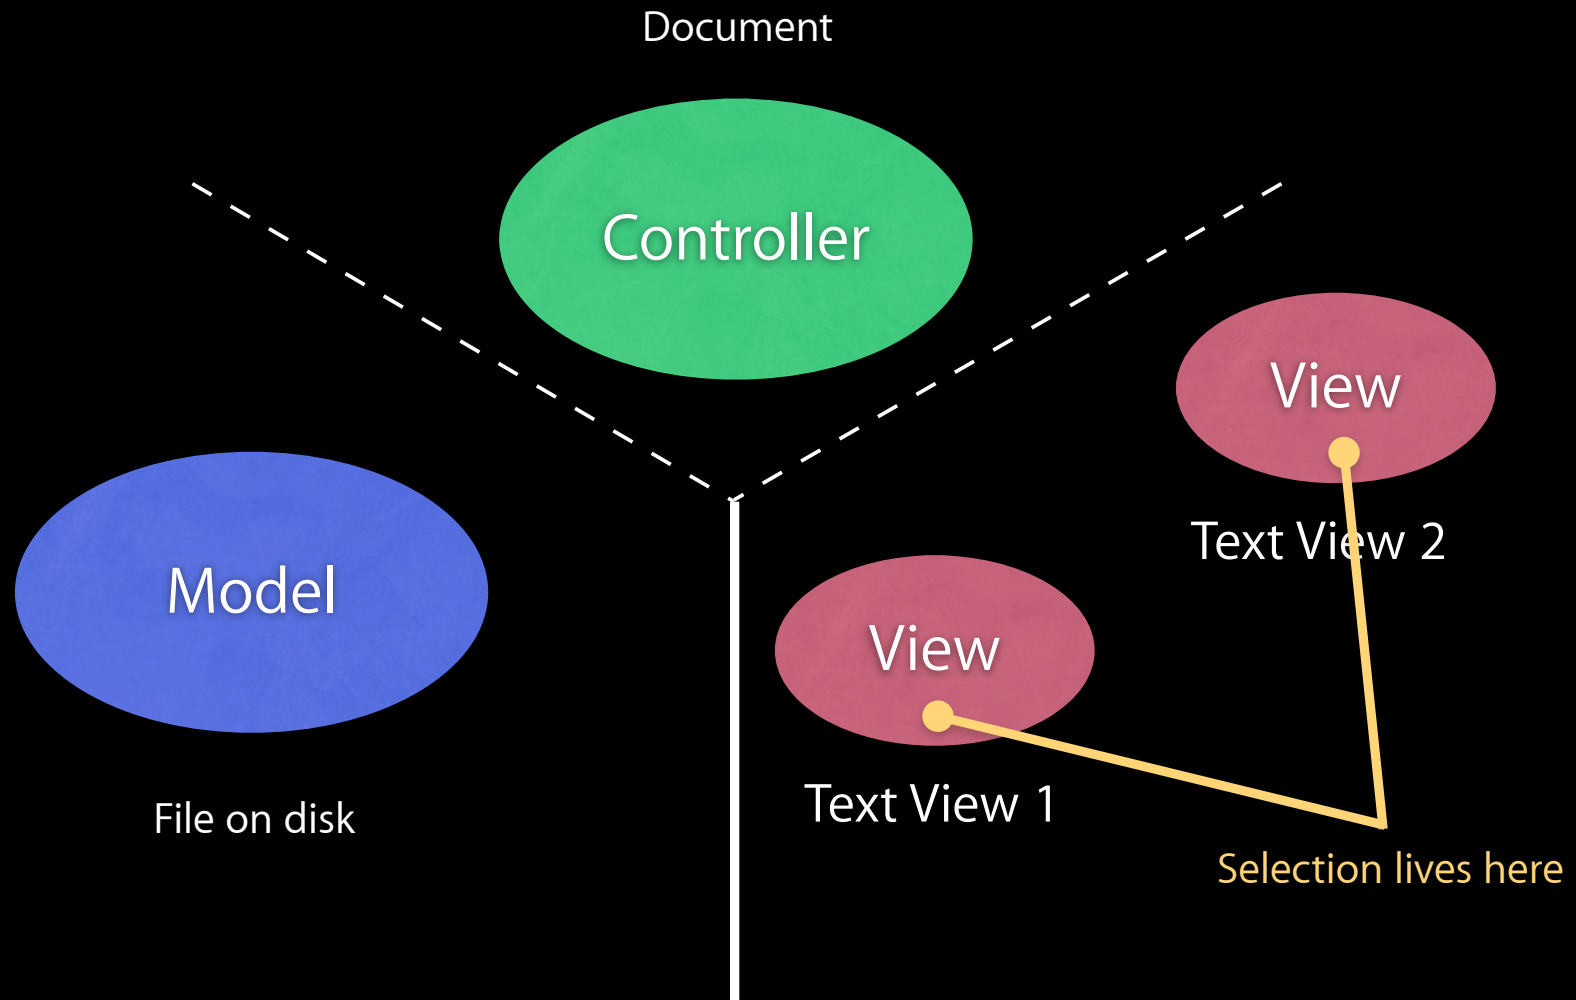 Document
Controller
View
Text View 2
Model
View
Text View 1
File on disk
Selection lives here